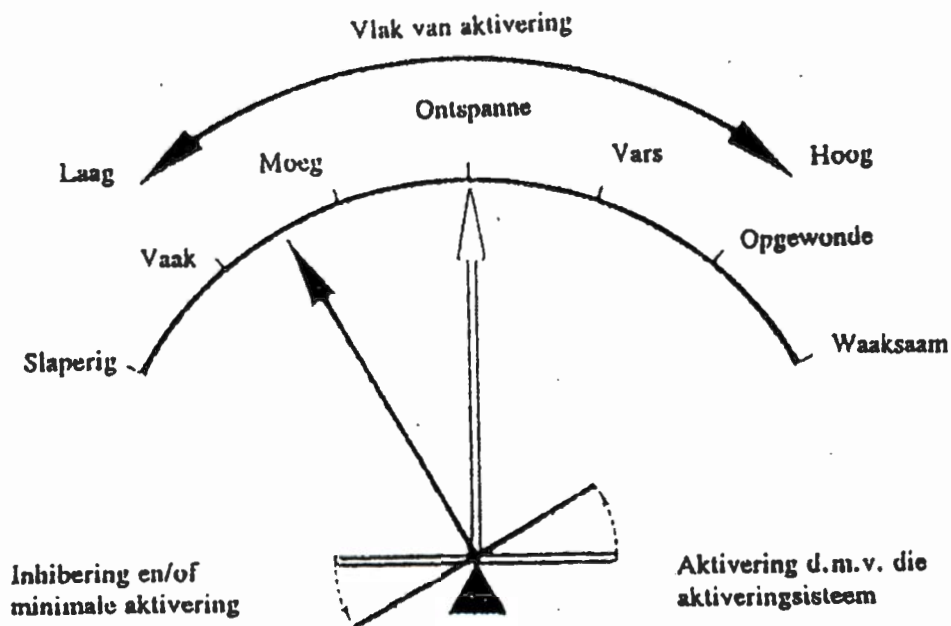 Vlak van aktivering
Ontspanne
Laag
Moeg
Vars
Hoog
Vaak
Opgewonde
Slaperig
Waaksaam
Inhibering en/of
minimale aktivering
Aktivering d.m.v. die
aktiveringsisteem